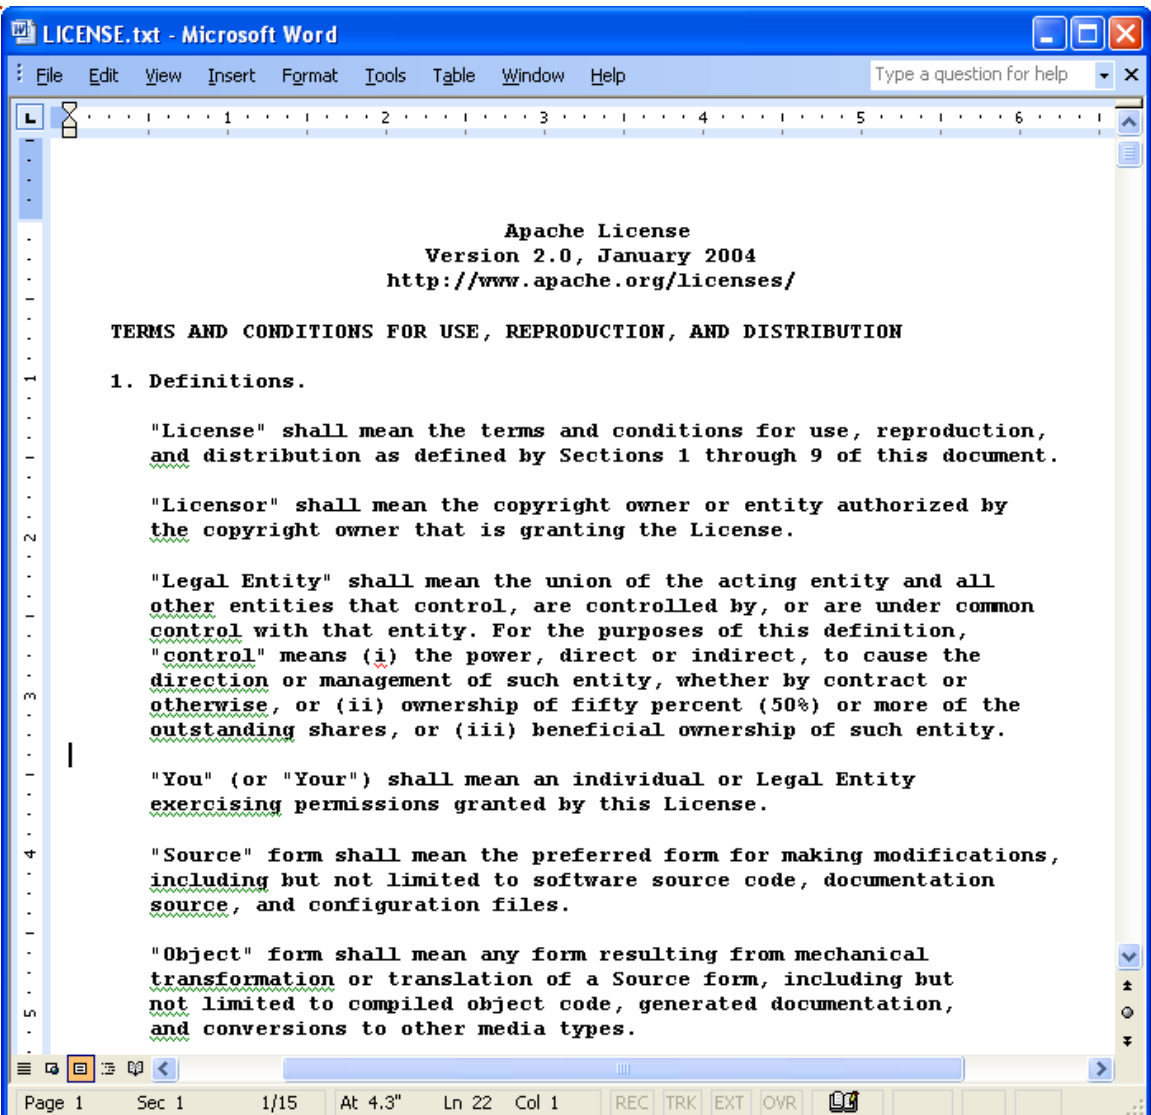 LICENSE.txt - Microsoft Word
File Edit View Insert Format Tools Table Window Help Type a question for help
1 2 3 4 5 6
Apache License
Version 2.0, January 2004
http://www.apache.org/licenses/
TERMS AND CONDITIONS FOR USE, REPRODUCTION, AND DISTRIBUTION
1. Definitions.
"License" shall mean the terms and conditions for use, reproduction,
and distribution as defined by Sections 1 through 9 of this document.
"Licensor" shall mean the copyright owner or entity authorized by
the copyright owner that is granting the License.
"Legal Entity" shall mean the union of the acting entity and all
other entities that control, are controlled by, or are under common
control with that entity. For the purposes of this definition,
"control" means (i) the power, direct or indirect, to cause the
direction or management of such entity, whether by contract or
otherwise, or (ii) ownership of fifty percent (50%) or more of the
outstanding shares, or (iii) beneficial ownership of such entity.
"You" (or "Your") shall mean an individual or Legal Entity
exercising permissions granted by this License.
"Source" form shall mean the preferred form for making modifications,
including but not limited to software source code, documentation
source, and configuration files.
"Object" form shall mean any form resulting from mechanical
transformation or translation of a Source form, including but
not limited to compiled object code, generated documentation,
and conversions to other media types.
1
2
3
4
5
Page 1 Sec 1 1/15 At 4.3" Ln 22 Col 1 REC TRK EXT OVR